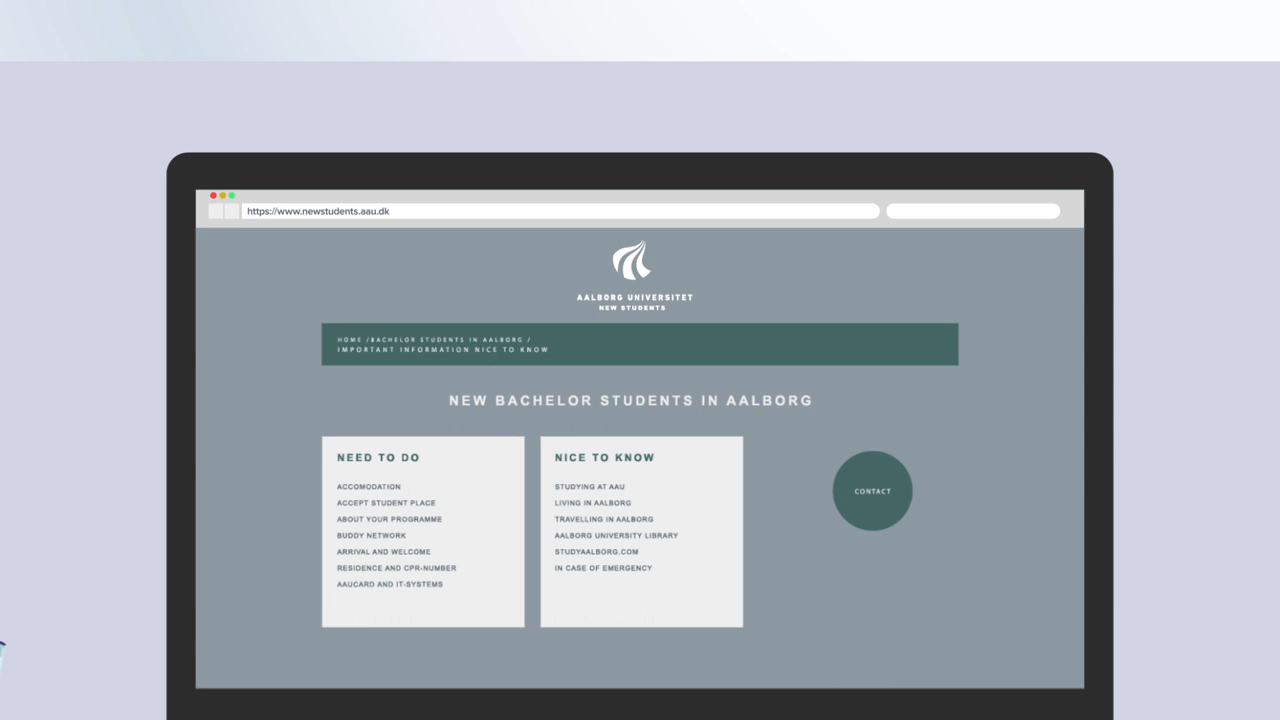 https://www.newstudents.aau.dk
AALBORG UNIVERSITET
NEW STUDENTS
HOME /BACHELOR STUDENTS IN AALBORG /
IMPORTANT INFORMATION NICE TO KNOW
NEW BACHELOR STUDENTS IN AALBORG
NEED TO DO
ACCOMODATION
ACCEPT STUDENT PLACE
ABOUT YOUR PROGRAMME
BUDDY NETWORK
ARRIVAL AND WELCOME
RESIDENCE AND CPR-NUMBER
AAUCARD AND IT-SYSTEMS
NICE TO KNOW
STUDYING AT AAU
LIVING IN AALBORG
TRAVELLING IN AALBORG
AALBORG UNIVERSITY LIBRARY
STUDYAALBORG.COM
IN CASE OF EMERGENCY
CONTACT